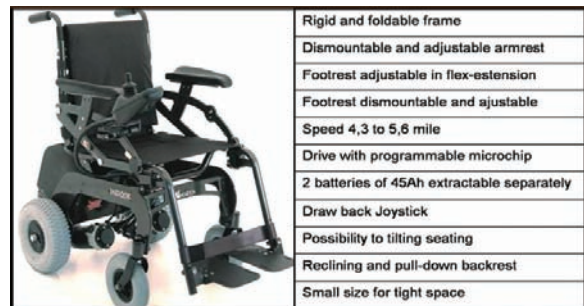 Rigid and foldable frame
Dismountable and adjustable armrest
Footrest adjustable in flex-extension
Footrest dismountable and ajustable
Speed 4,3 to 5,6 mile
Drive with programmable microchip
2 batteries of 45Ah extractable separately
Draw back Joystick
Possibility to tilting seating
Reclining and pull-down backrest
Small size for tight space